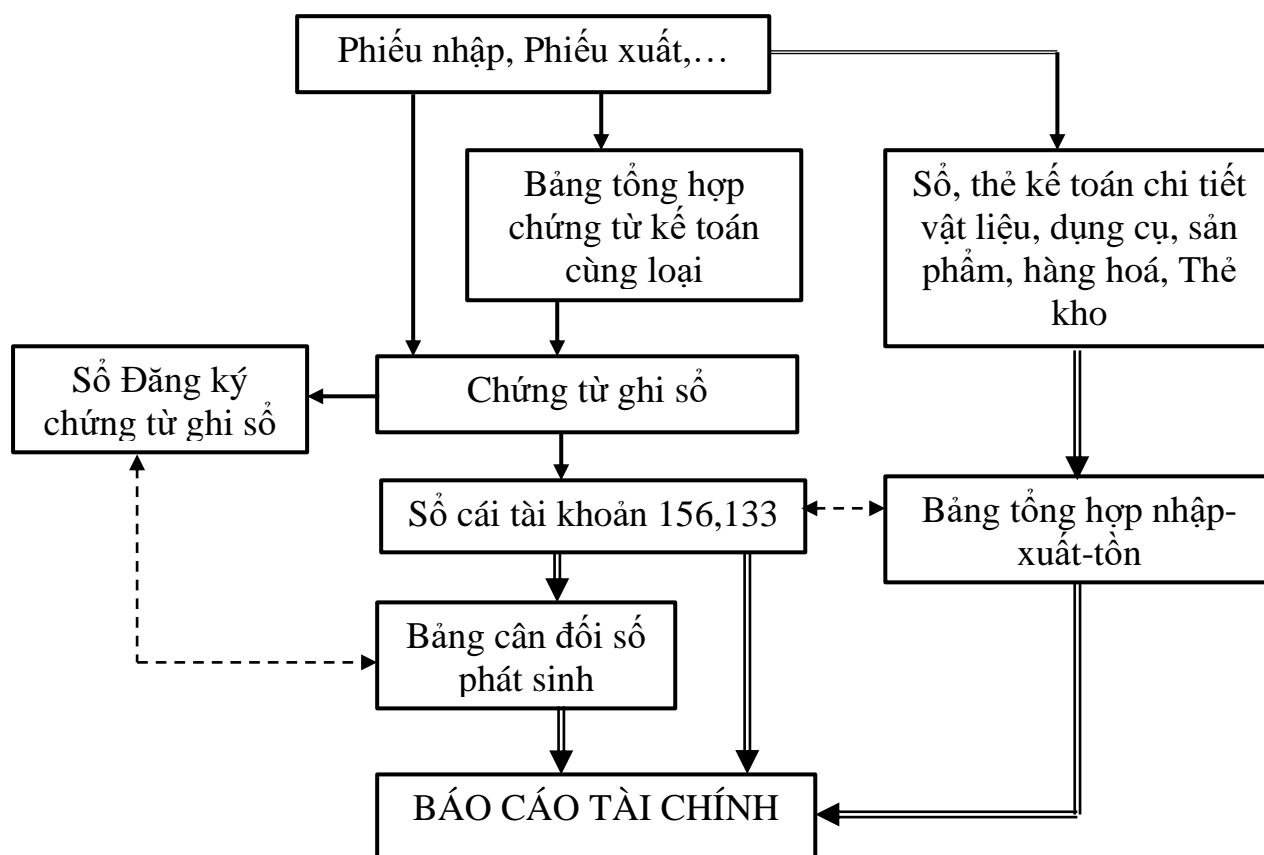 Phiếu nhập, Phiếu xuất,…
Bảng tổng hợp
chứng từ kế toán
cùng loại
Sổ, thẻ kế toán chi tiết
vật liệu, dụng cụ, sản
phẩm, hàng hoá, Thẻ
kho
Sổ Đăng ký
chứng từ ghi sổ
Chứng từ ghi sổ
Sổ cái tài khoản 156,133
Bảng tổng hợp nhập-
xuất-tồn
Bảng cân đối số
phát sinh
BÁO CÁO TÀI CHÍNH